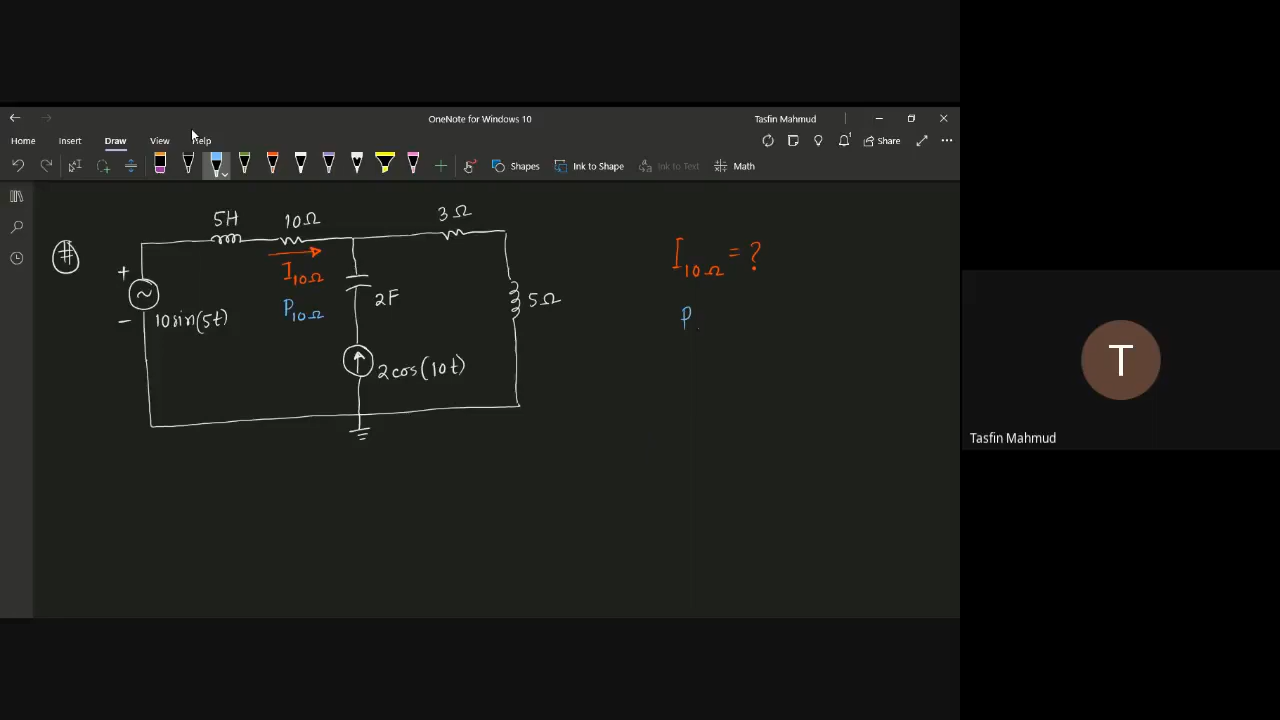 OneNote for Windows 10
Tasfin Mahmud
Home Insert Draw View Help
Share
Shapes Ink to Shape Ink to Text Math
#
5H
10Ω
3Ω
I10Ω
P10Ω
+
-
10sin(5t)
2F
5Ω
2cos(10t)
I10Ω = ?
P
T
Tasfin Mahmud